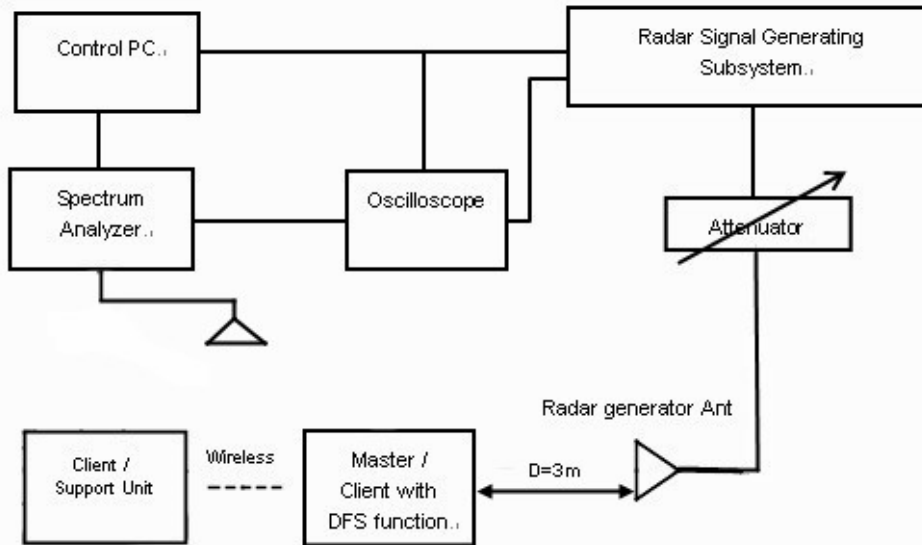 Control PC.
Radar Signal Generating
Subsystem.
Spectrum
Analyzer.
Oscilloscope
Attenuator
Radar generator Ant
Client /
Support Unit
Wireless
Master /
Client with
DFS function.
D=3m